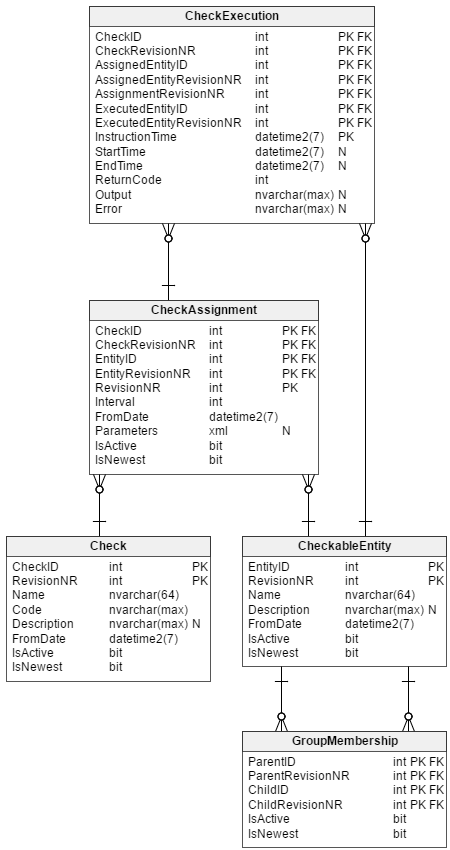 CheckExecution
CheckID int PK FK
CheckRevisionNR int PK FK
AssignedEntityID int PK FK
AssignedEntityRevisionNR int PK FK
AssignmentRevisionNR int PK FK
ExecutedEntityID int PK FK
ExecutedEntityRevisionNR int PK FK
InstructionTime datetime2(7) PK
StartTime datetime2(7) N
EndTime datetime2(7) N
ReturnCode int
Output nvarchar(max) N
Error nvarchar(max) N
CheckAssignment
CheckID int PK FK
CheckRevisionNR int PK FK
EntityID int PK FK
EntityRevisionNR int PK FK
RevisionNR int PK
Interval int
FromDate datetime2(7)
Parameters xml N
IsActive bit
IsNewest bit
Check
CheckID int PK
RevisionNR int PK
Name nvarchar(64)
Code nvarchar(max)
Description nvarchar(max) N
FromDate datetime2(7)
IsActive bit
IsNewest bit
CheckableEntity
EntityID int PK
RevisionNR int PK
Name nvarchar(64)
Description nvarchar(max) N
FromDate datetime2(7)
IsActive bit
IsNewest bit
GroupMembership
ParentID int PK FK
ParentRevisionNR int PK FK
ChildID int PK FK
ChildRevisionNR int PK FK
IsActive bit
IsNewest bit